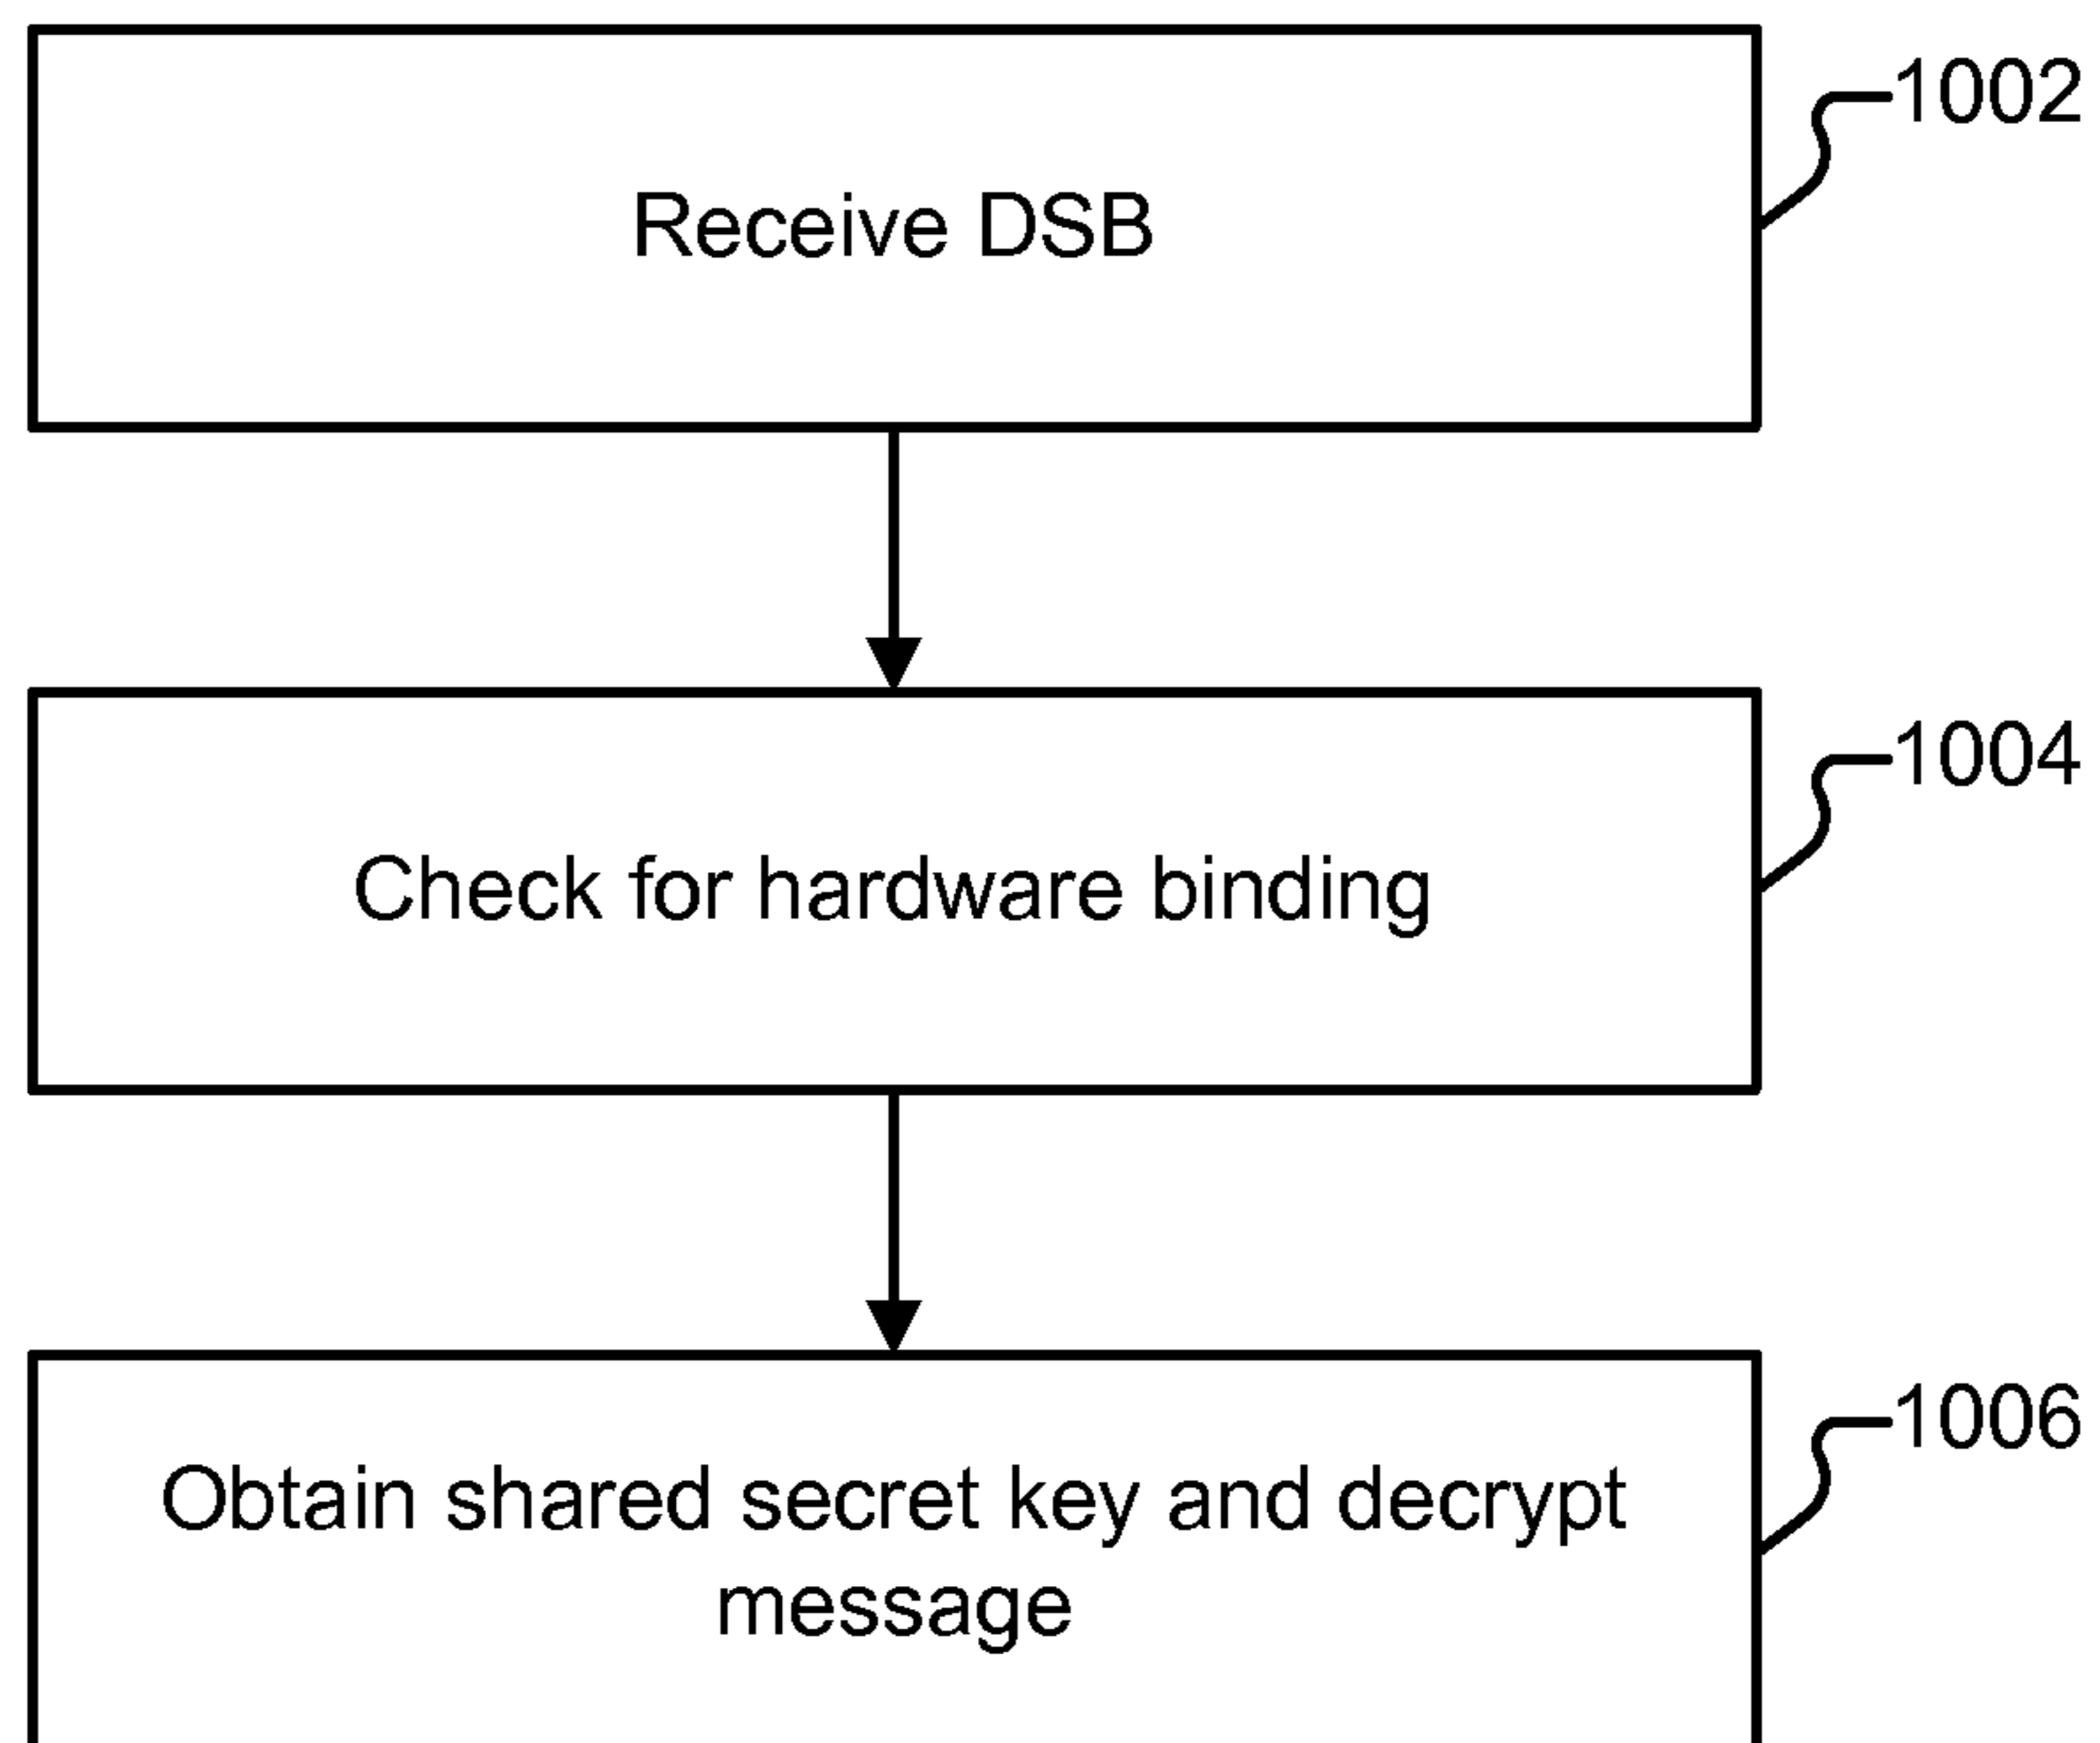 1002
Receive DSB
1004
Check for hardware binding
1006
Obtain shared secret key and decrypt
message